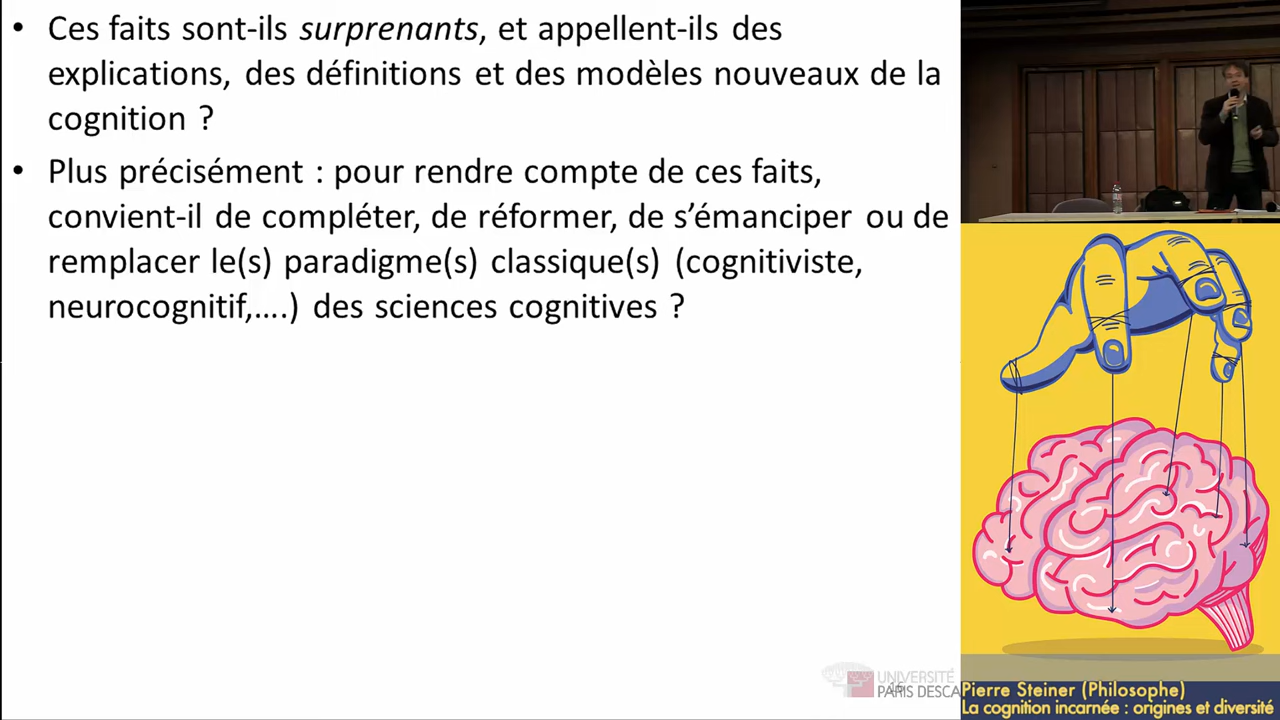 • Ces faits sont-ils surprenants, et appellent-ils des
explications, des définitions et des modèles nouveaux de la
cognition ?
• Plus précisément : pour rendre compte de ces faits,
convient-il de compléter, de réformer, de s’émanciper ou de
remplacer le(s) paradigme(s) classique(s) (cognitiviste,
neurocognitif,....) des sciences cognitives ?
UNIVERSITÉ
PARIS DESCA
Pierre Steiner (Philosophe)
La cognition incarnée : origines et diversité